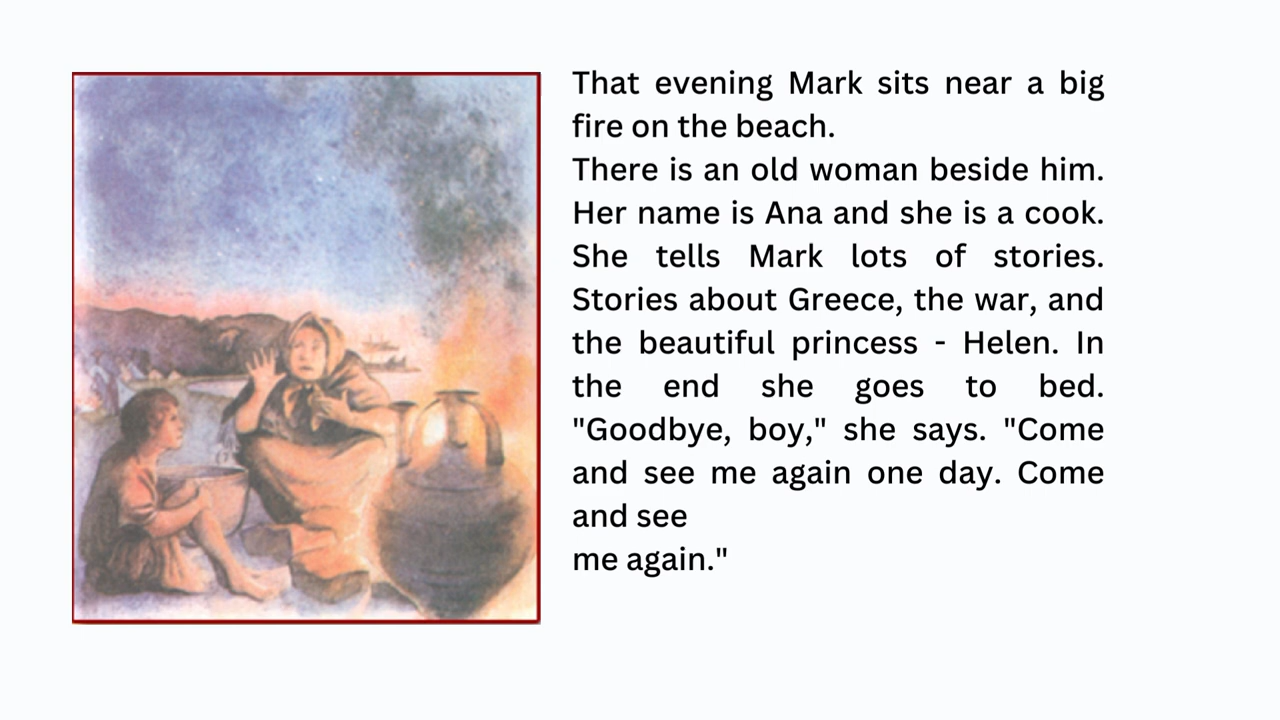 That evening Mark sits near a big
fire on the beach.
There is an old woman beside him.
Her name is Ana and she is a cook.
She tells Mark lots of stories.
Stories about Greece, the war, and
the beautiful princess - Helen. In
the end she goes to bed.
"Goodbye, boy," she says. "Come
and see me again one day. Come
and see
me again."